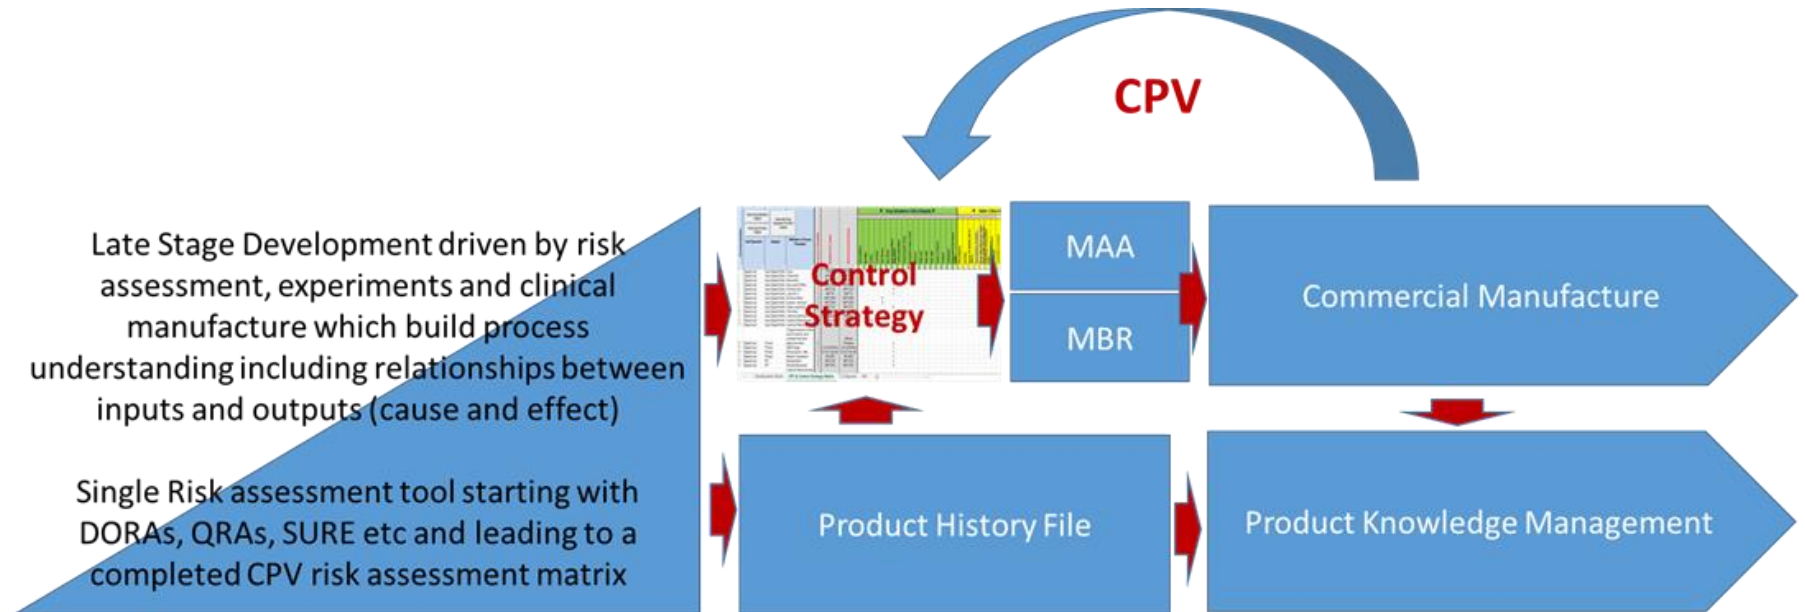 CPV
Late Stage Development driven by risk
assessment, experiments and clinical
manufacture which build process
understanding including relationships between
inputs and outputs (cause and effect)
Single Risk assessment tool starting with
DORAs, QRAs, SURE etc and leading to a
completed CPV risk assessment matrix
Control
Strategy
MAA
MBR
Commercial Manufacture
Product History File
Product Knowledge Management